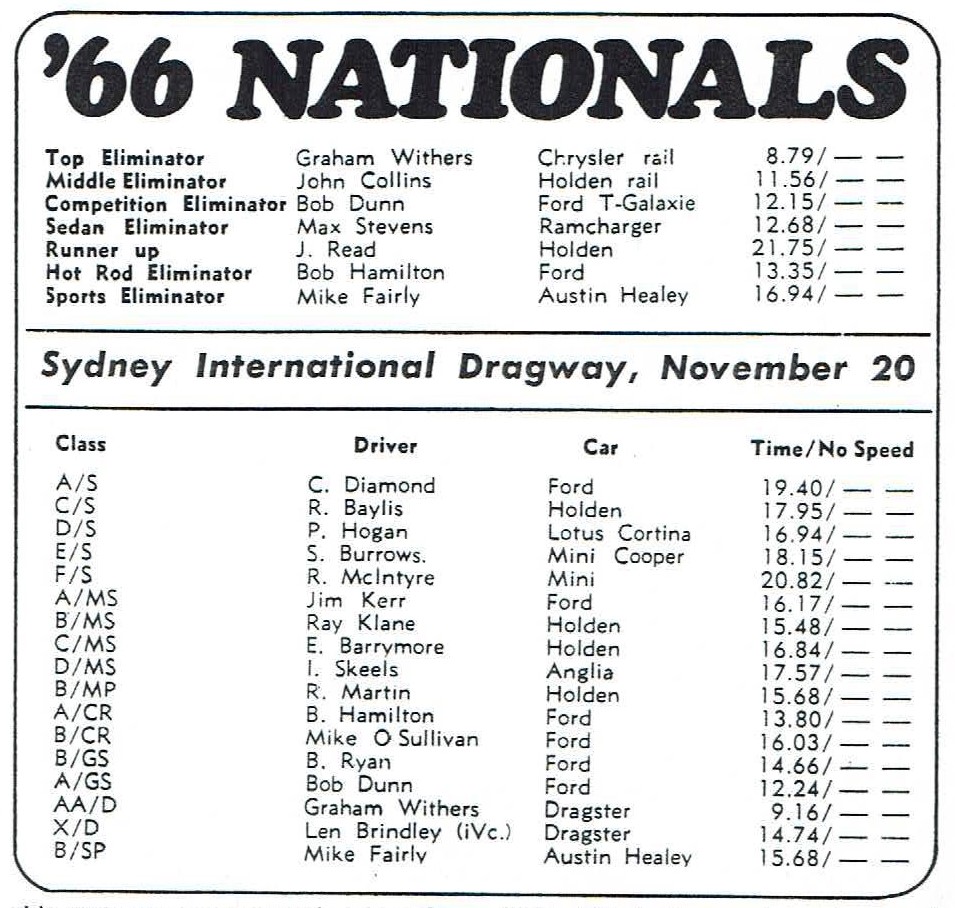 '66 NATIONALS
Top Eliminator Graham Withers Chrysler rail 8.79/— —
Middle Eliminator John Collins Holden rail 11.56/— —
Competition Eliminator Bob Dunn Ford T-Galaxie 12.15/— —
Sedan Eliminator Max Stevens Ramcharger 12.68/— —
Runner up J. Read Holden 21.75/— —
Hot Rod Eliminator Bob Hamilton Ford 13.35/— —
Sports Eliminator Mike Fairly Austin Healey 16.94/— —
Sydney International Dragway, November 20
Class Driver Car Time/No Speed
A/S C. Diamond Ford 19.40/— —
C/S R. Baylis Holden 17.95/— —
D/S P. Hogan Lotus Cortina 16.94/— —
E/S S. Burrows. Mini Cooper 18.15/— —
F/S R. McIntyre Mini 20.82/— —
A/MS Jim Kerr Ford 16.17/— —
B/MS Ray Klane Holden 15.48/— —
C/MS E. Barrymore Holden 16.84/— —
D/MS I. Skeels Anglia 17.57/— —
B/MP R. Martin Holden 15.68/— —
A/CR B. Hamilton Ford 13.80/— —
B/CR Mike O Sullivan Ford 16.03/— —
B/GS B. Ryan Ford 14.66/— —
A/GS Bob Dunn Ford 12.24/— —
AA/D Graham Withers Dragster 9.16/— —
X/D Len Brindley (iVc.) Dragster 14.74/— —
B/SP Mike Fairly Austin Healey 15.68/— —